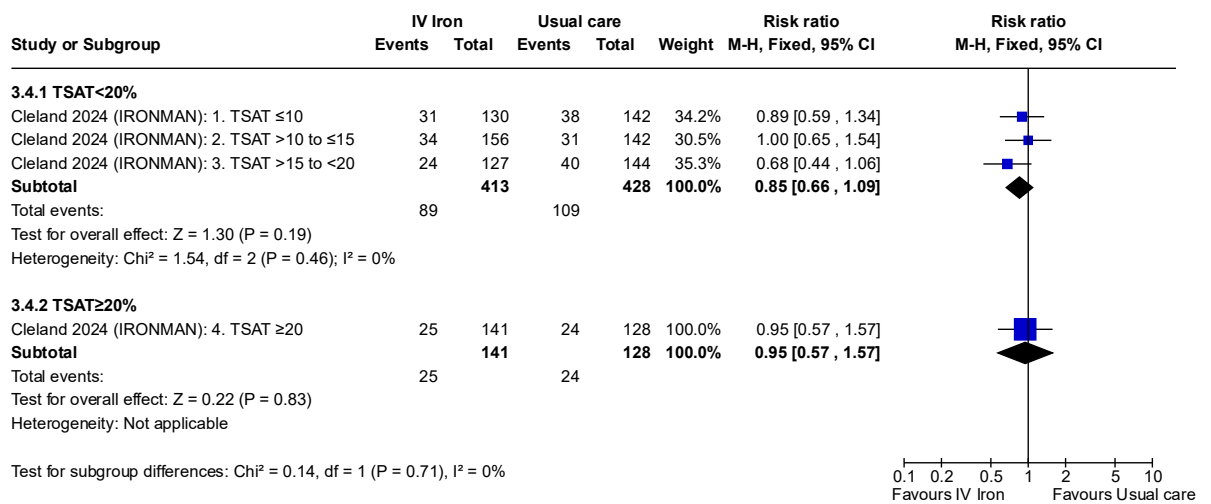 IV Iron Usual care Risk ratio Risk ratio
Study or Subgroup Events Total Events Total Weight M-H, Fixed, 95% CI M-H, Fixed, 95% CI
3.4.1 TSAT<20%
Cleland 2024 (IRONMAN): 1. TSAT ≤10 31 130 38 142 34.2% 0.89 [0.59 , 1.34]
Cleland 2024 (IRONMAN): 2. TSAT >10 to ≤15 34 156 31 142 30.5% 1.00 [0.65 , 1.54]
Cleland 2024 (IRONMAN): 3. TSAT >15 to <20 24 127 40 144 35.3% 0.68 [0.44 , 1.06]
Subtotal 413 428 100.0% 0.85 [0.66 , 1.09]
Total events: 89 109
Test for overall effect: Z = 1.30 (P = 0.19)
Heterogeneity: Chi² = 1.54, df = 2 (P = 0.46); I² = 0%
3.4.2 TSAT≥20%
Cleland 2024 (IRONMAN): 4. TSAT ≥20 25 141 24 128 100.0% 0.95 [0.57 , 1.57]
Subtotal 141 128 100.0% 0.95 [0.57 , 1.57]
Total events: 25 24
Test for overall effect: Z = 0.22 (P = 0.83)
Heterogeneity: Not applicable
Test for subgroup differences: Chi² = 0.14, df = 1 (P = 0.71), I² = 0%
0.1 0.2 0.5 1 2 5 10
Favours IV Iron Favours Usual care